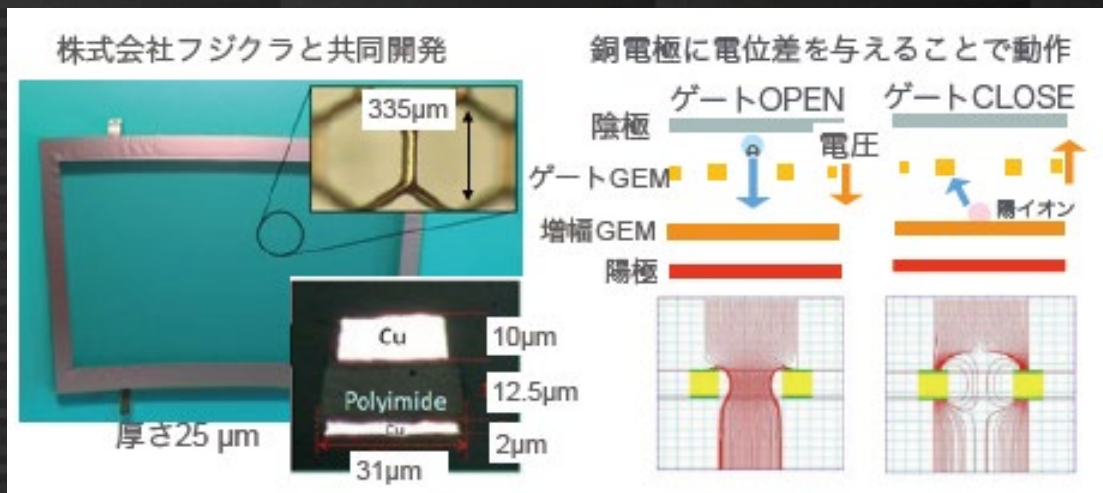 株式会社フジクラと共同開発
335µm
Cu
10µm
Polyimide
12.5µm
Cu
2µm
31µm
厚さ25 µm
銅電極に電位差を与えることで動作
ゲートOPEN
ゲートCLOSE
陰極
電圧
ゲートGEM
陽イオン
増幅GEM
陽極